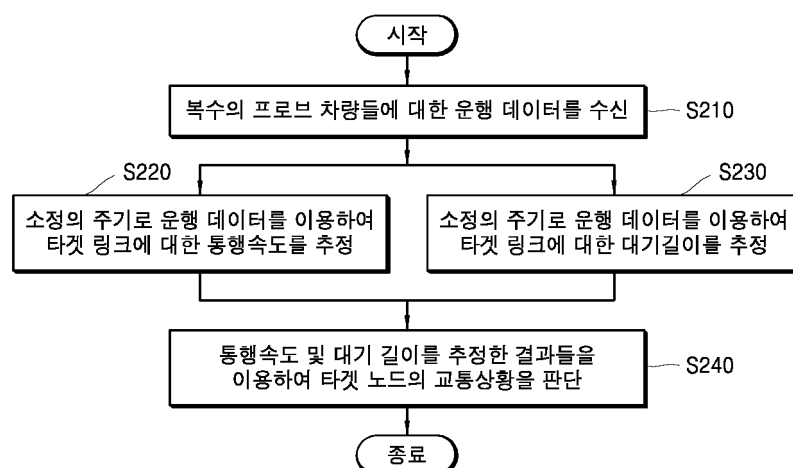 시작
복수의 프로브 차량들에 대한 운행 데이터를 수신
S210
S220
소정의 주기로 운행 데이터를 이용하여
타겟 링크에 대한 통행속도를 추정
S230
소정의 주기로 운행 데이터를 이용하여
타겟 링크에 대한 대기길이를 추정
통행속도 및 대기 길이를 추정한 결과들을
이용하여 타겟 노드의 교통상황을 판단
S240
종료